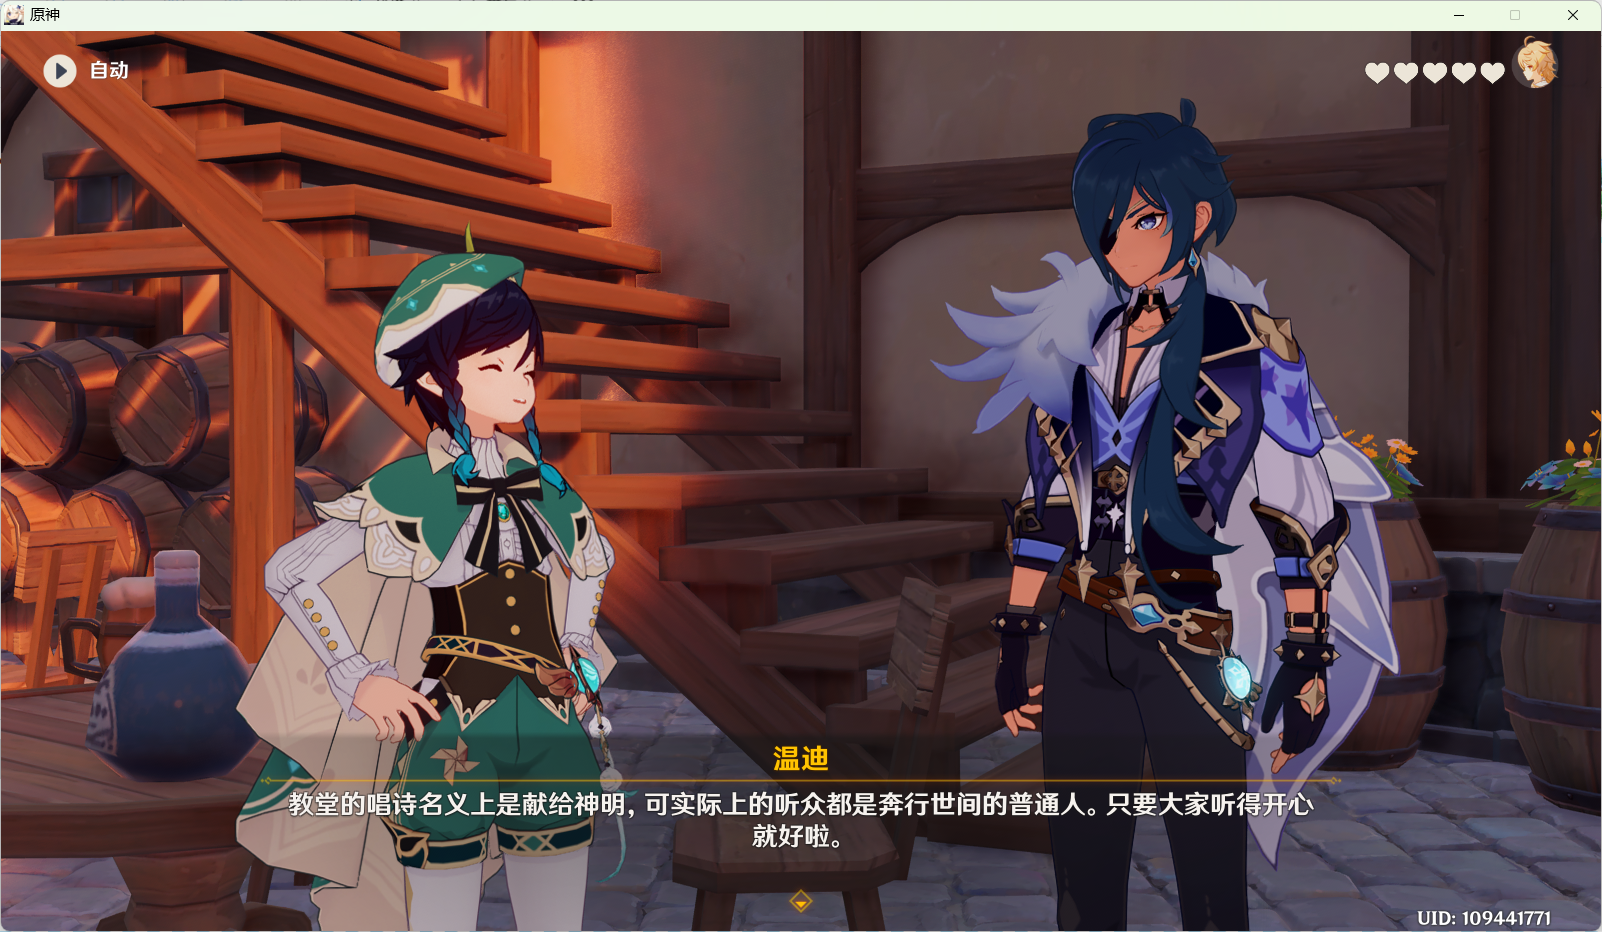 原神
自动
温迪
教堂的唱诗名义上是献给神明，可实际上的听众都是奔行世间的普通人。只要大家听得开心
就好啦。
UID: 109441771